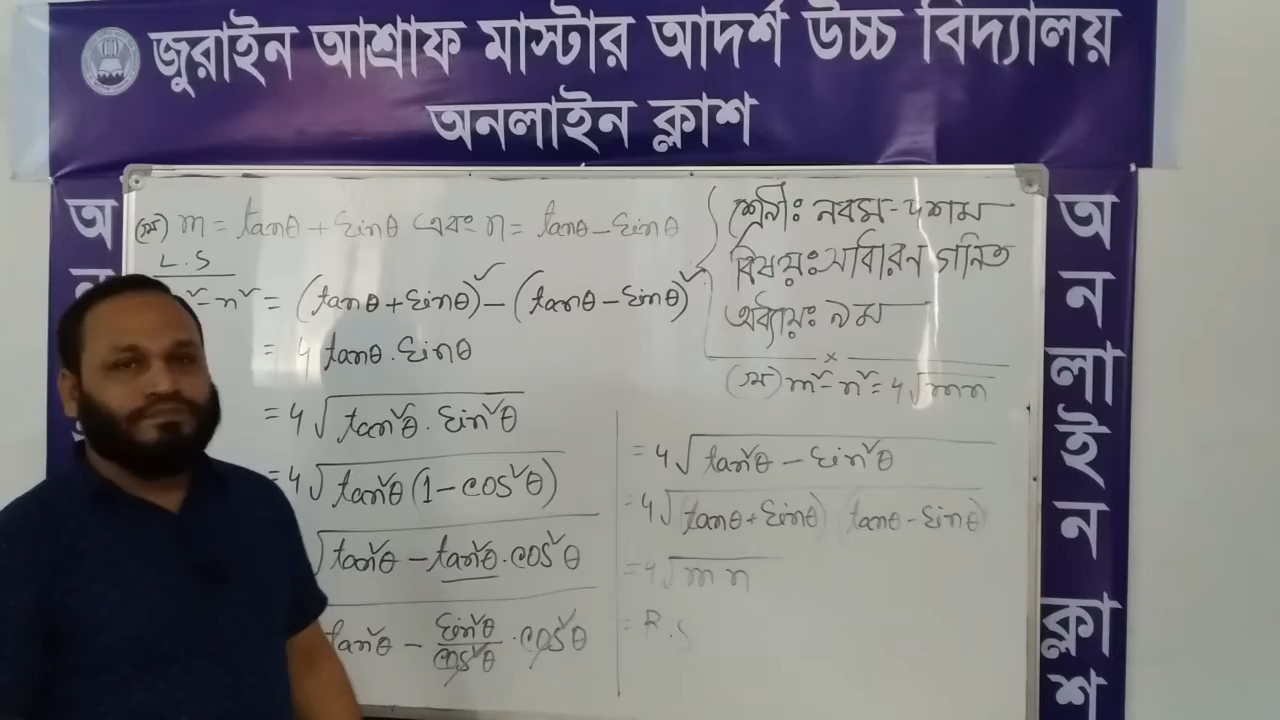 জুরাইন আশ্রাফ মাস্টার আদর্শ উচ্চ বিদ্যালয়
অনলাইন ক্লাশ
অ
ন
m = tanθ + sinθ এবং n = tanθ − sinθ
L.S
²− n² = (tanθ + sinθ)² − (tanθ − sinθ)²
= 4 tanθ . sinθ
= 4√tan²θ . sin²θ
= 4√tan²θ (1 − cos²θ)
√tan²θ − tan²θ . cos²θ
tan²θ − sin²θ/cos²θ . cos²θ
শ্রেনীঃ নবম-দশম
বিষয়ঃ সাধারন গনিত
অধ্যায়ঃ ৯ম
×
m² − n² = 4√mn
= 4√tan²θ − sin²θ
= 4√(tanθ + sinθ) (tanθ − sinθ)
= 4√mn
= R.S
অ
ন
লা
ই
ন
ক্লা
শ